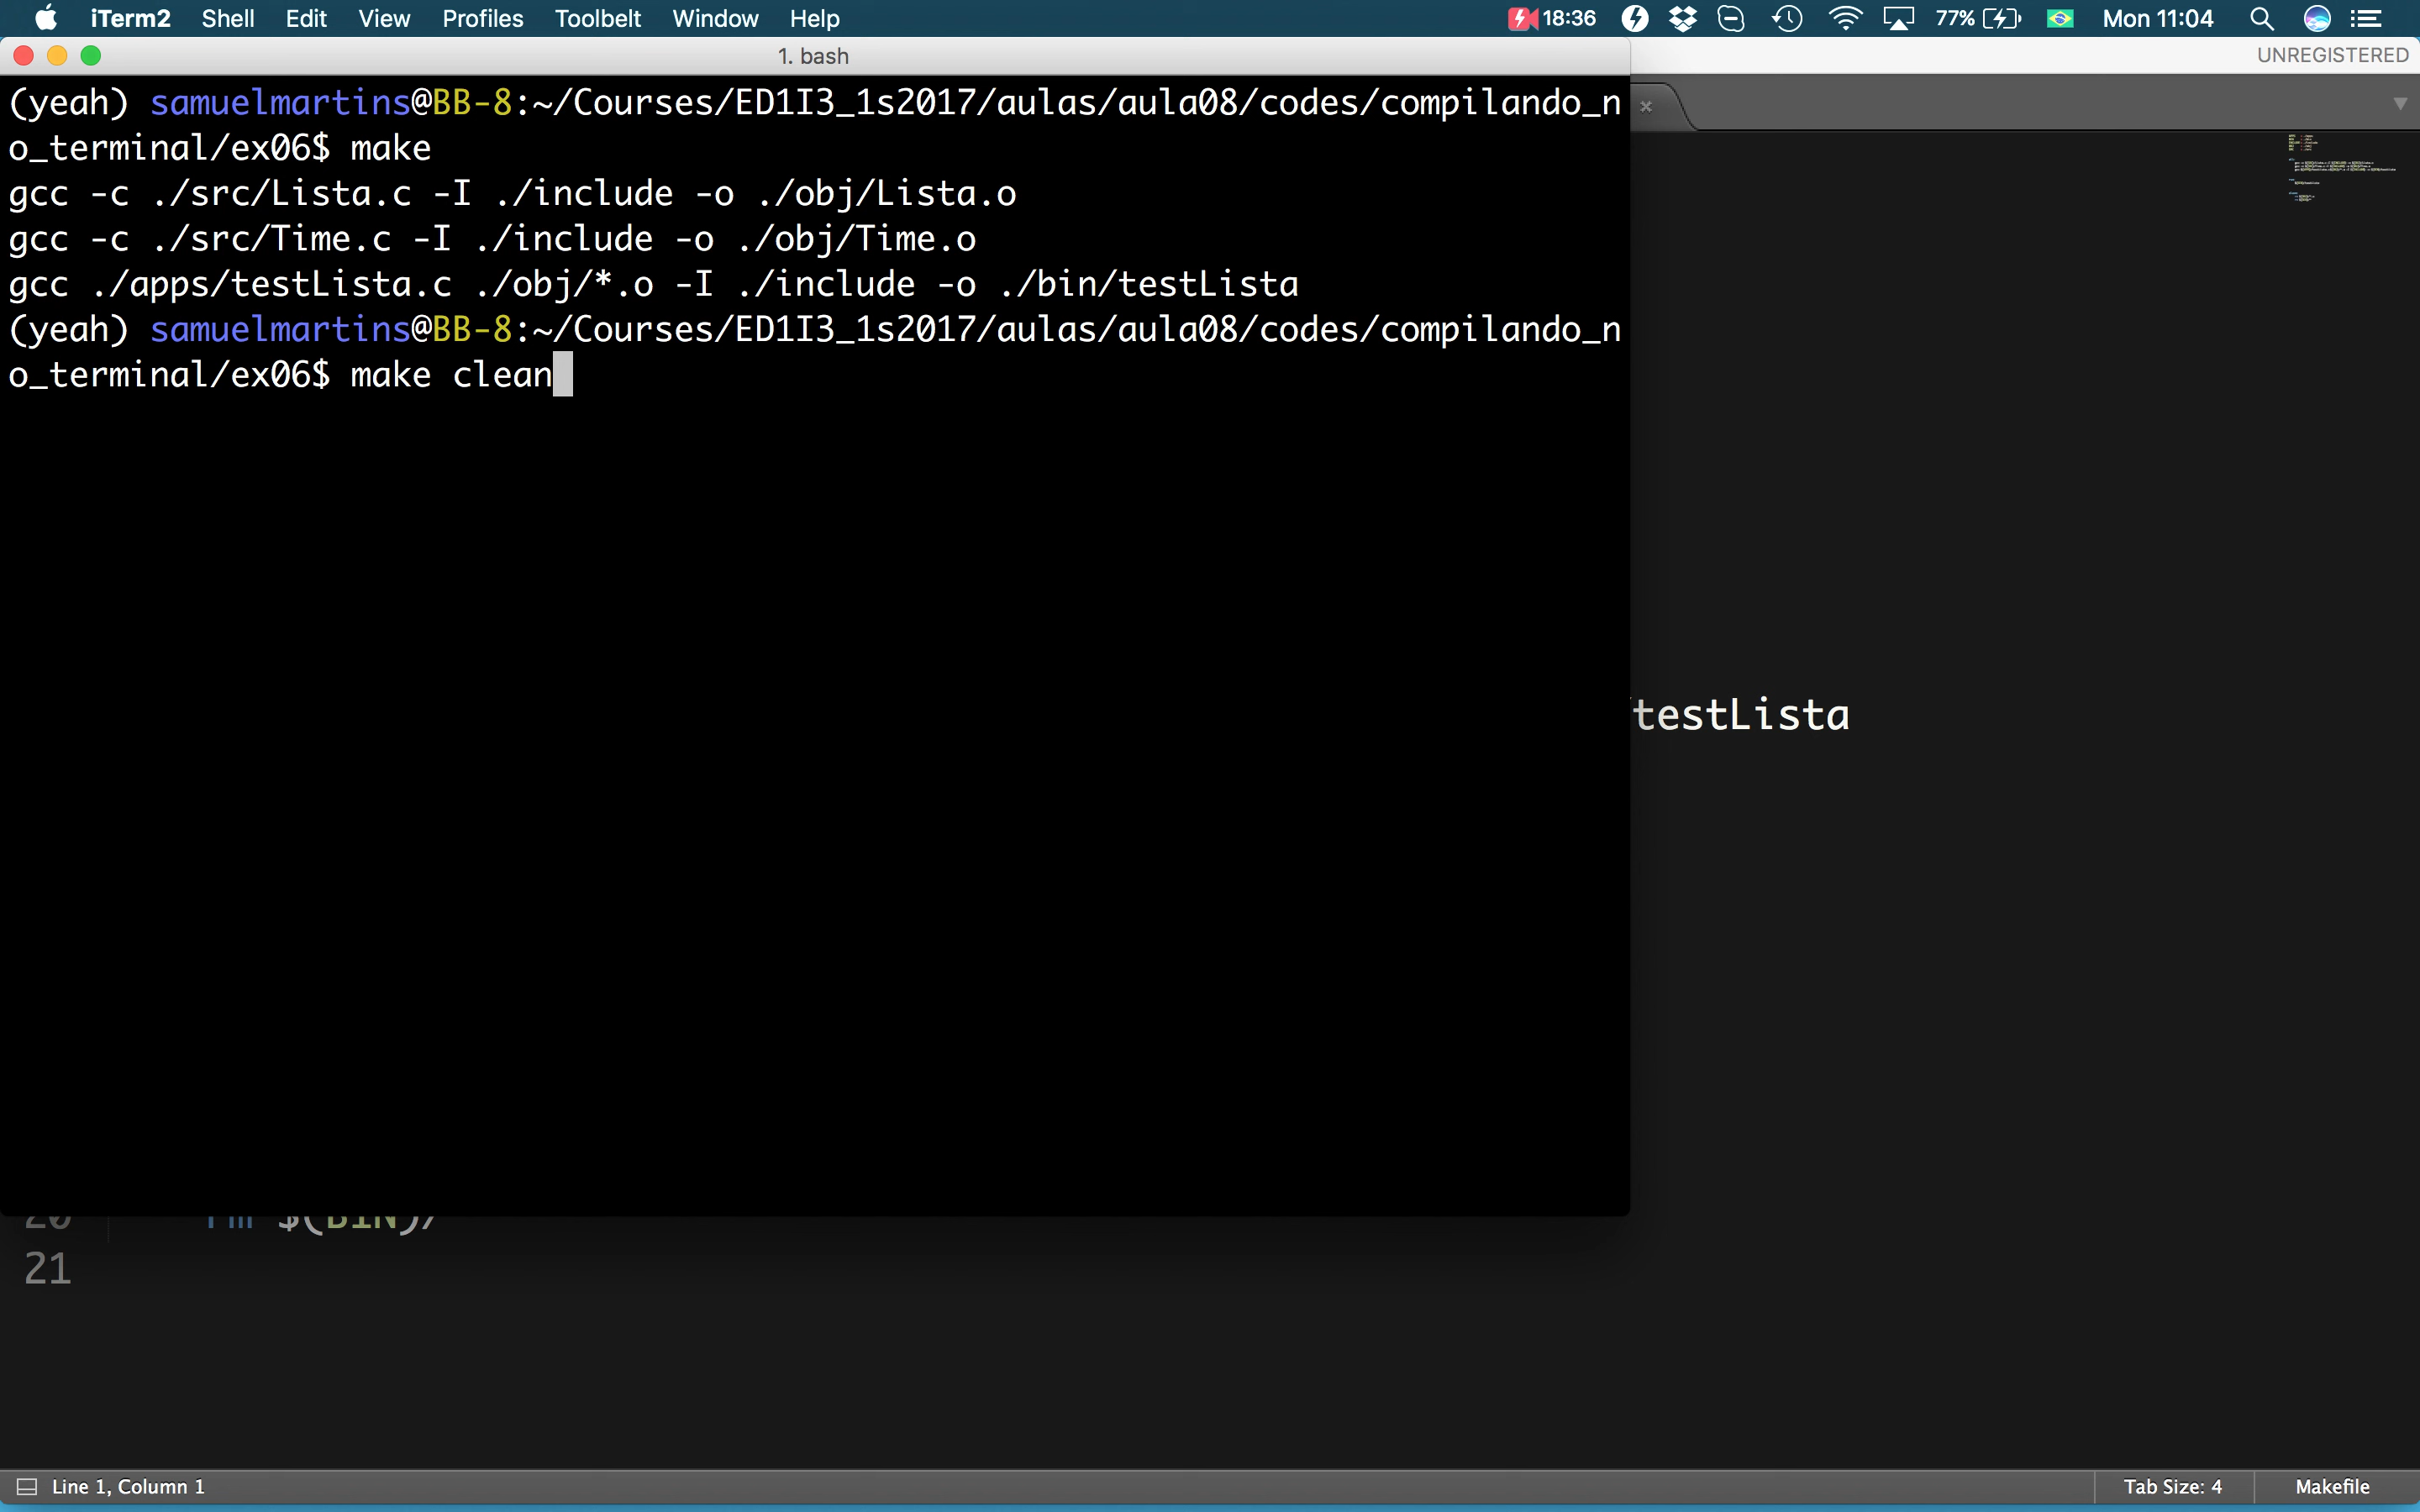 iTerm2 Shell Edit View Profiles Toolbelt Window Help 18:36 77% Mon 11:04
1. bash
UNREGISTERED
(yeah) samuelmartins@BB-8:~/Courses/ED1I3_1s2017/aulas/aula08/codes/compilando_n
o_terminal/ex06$ make
gcc -c ./src/Lista.c -I ./include -o ./obj/Lista.o
gcc -c ./src/Time.c -I ./include -o ./obj/Time.o
gcc ./apps/testLista.c ./obj/*.o -I ./include -o ./bin/testLista
(yeah) samuelmartins@BB-8:~/Courses/ED1I3_1s2017/aulas/aula08/codes/compilando_n
o_terminal/ex06$ make clean
testLista
20 rm $(BIN)/
21
Line 1, Column 1 Tab Size: 4 Makefile